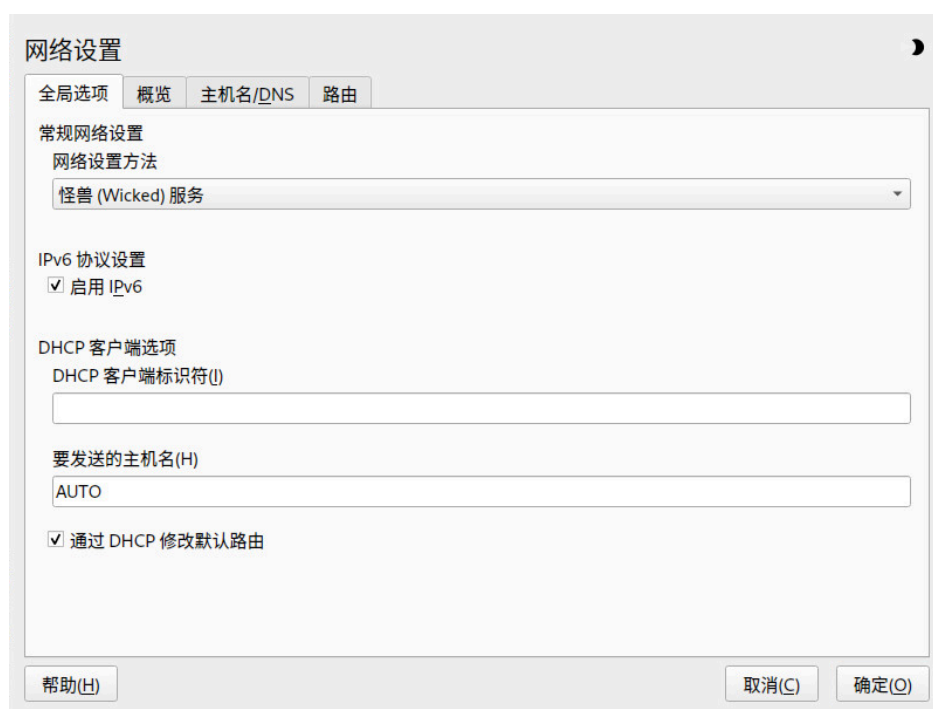 网络设置
全局选项 概览 主机名/DNS 路由
常规网络设置
网络设置方法
怪兽 (Wicked) 服务
IPv6 协议设置
启用 IPv6
DHCP 客户端选项
DHCP 客户端标识符(I)
要发送的主机名(H)
AUTO
通过 DHCP 修改默认路由
帮助(H) 取消(C) 确定(O)